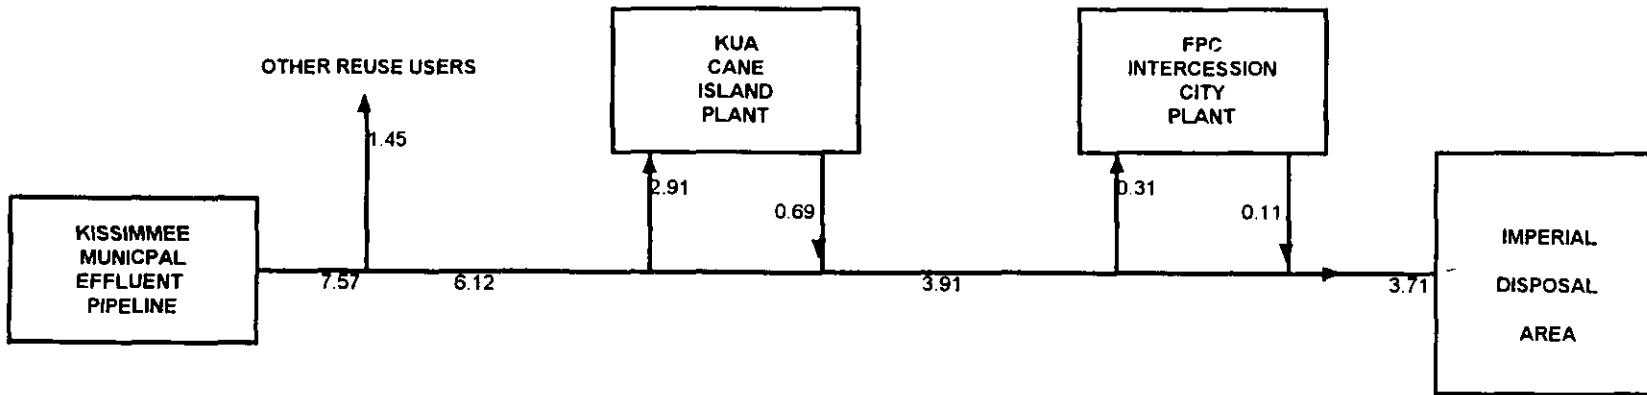 OTHER REUSE USERS
1.45
KISSIMMEE
MUNICPAL
EFFLUENT
PIPELINE
7.57
6.12
KUA
CANE
ISLAND
PLANT
2.91
0.69
3.91
FPC
INTERCESSION
CITY
PLANT
0.31
0.11
3.71
IMPERIAL
DISPOSAL
AREA